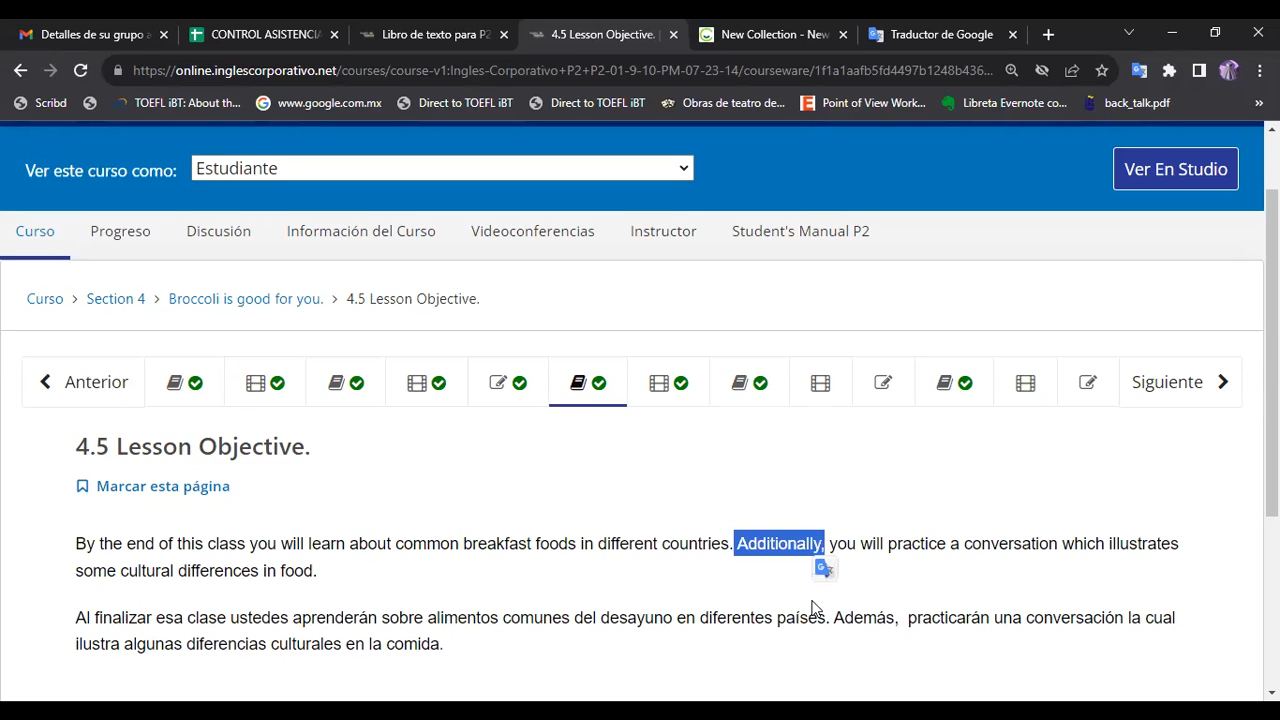 Detalles de su grupo a
CONTROL ASISTENCIA
Libro de texto para P2
4.5 Lesson Objective. |
New Collection - New
Traductor de Google
https://online.inglescorporativo.net/courses/course-v1:Ingles-Corporativo+P2+P2-01-9-10-PM-07-23-14/courseware/1f1a1aafb5fd4497b1248b436...
Scribd
TOEFL iBT: About th...
www.google.com.mx
Direct to TOEFL iBT
Direct to TOEFL iBT
Obras de teatro de...
Point of View Work...
Libreta Evernote co...
back_talk.pdf
»
Ver este curso como:
Estudiante
Ver En Studio
Curso
Progreso
Discusión
Información del Curso
Videoconferencias
Instructor
Student's Manual P2
Curso > Section 4 > Broccoli is good for you. > 4.5 Lesson Objective.
Anterior
Siguiente
4.5 Lesson Objective.
Marcar esta página
By the end of this class you will learn about common breakfast foods in different countries. Additionally, you will practice a conversation which illustrates
some cultural differences in food.
Al finalizar esa clase ustedes aprenderán sobre alimentos comunes del desayuno en diferentes países. Además, practicarán una conversación la cual
ilustra algunas diferencias culturales en la comida.